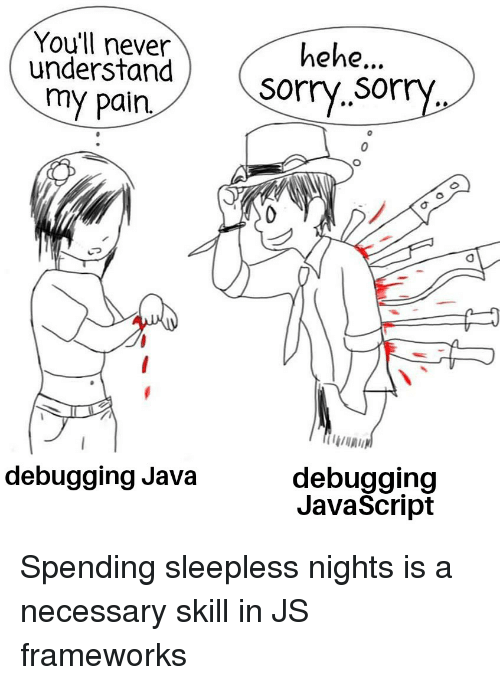 You'll never
understand
my pain.
hehe...
sorry..sorry..
debugging Java
debugging
JavaScript
Spending sleepless nights is a
necessary skill in JS
frameworks